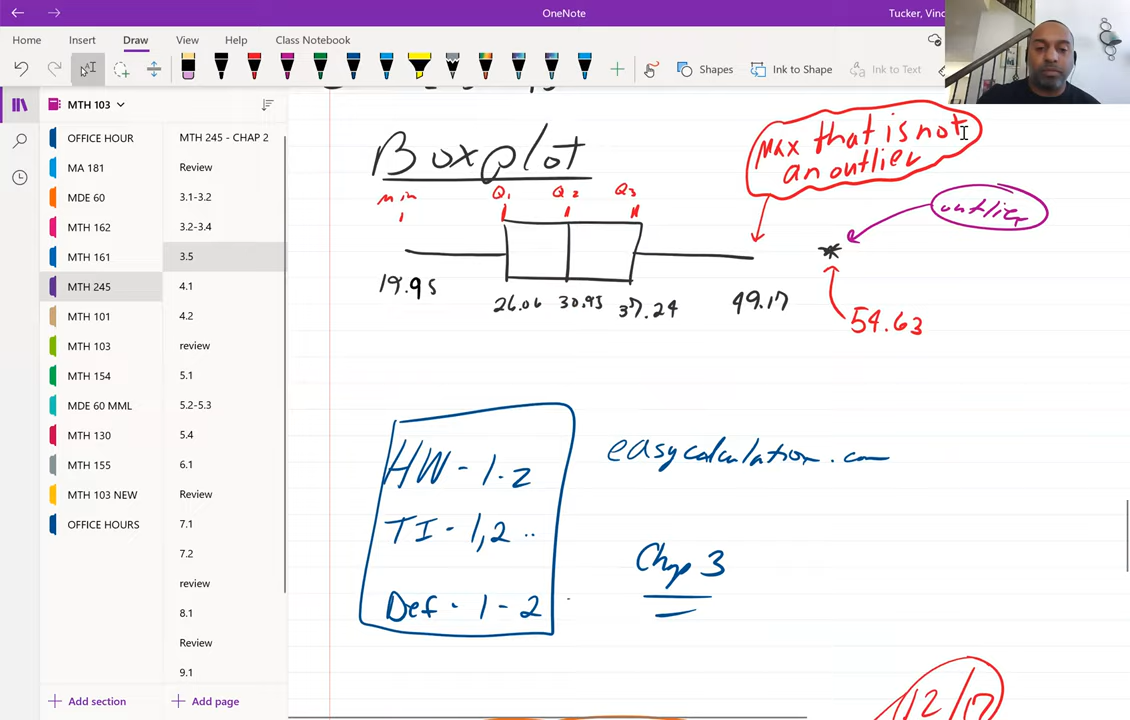 OneNote
Tucker, Vinc
Home Insert Draw View Help Class Notebook
Shapes Ink to Shape Ink to Text
MTH 103
OFFICE HOUR
MA 181
MDE 60
MTH 162
MTH 161
MTH 245
MTH 101
MTH 103
MTH 154
MDE 60 MML
MTH 130
MTH 155
MTH 103 NEW
OFFICE HOURS
Add section
MTH 245 - CHAP 2
Review
3.1-3.2
3.2-3.4
3.5
4.1
4.2
review
5.1
5.2-5.3
5.4
6.1
Review
7.1
7.2
review
8.1
Review
9.1
Add page
Boxplot
max that is not
an outlier
outlier
min Q1 Q2 Q3
19.95 26.06 30.95 37.24 49.17
54.63
HW - 1.2
TI - 1,2 ..
Def - 1 - 2
easycalculation.com
Chap 3